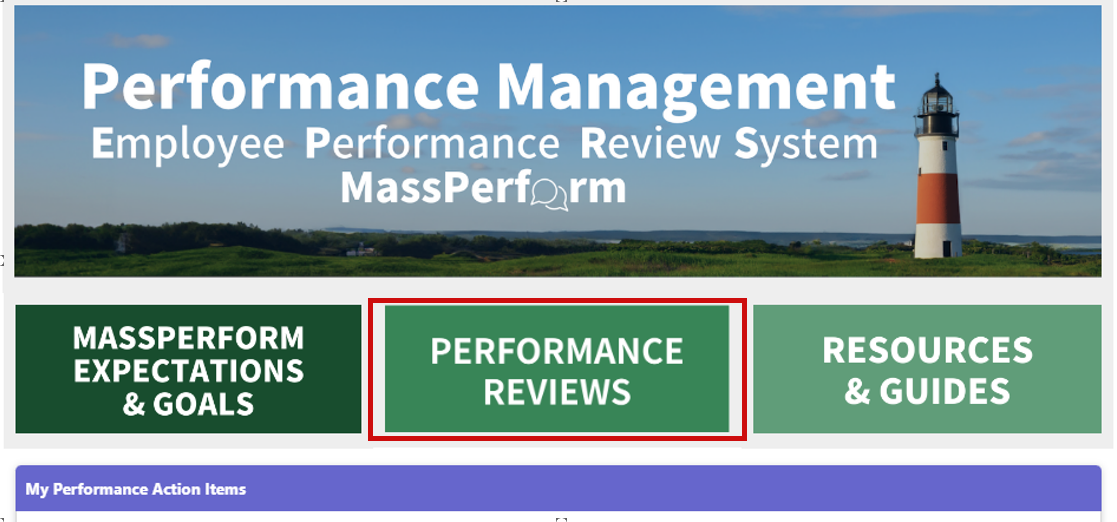 Performance Management
Employee Performance Review System
MassPerform
MASSPERFORM
EXPECTATIONS
& GOALS
PERFORMANCE
REVIEWS
RESOURCES
& GUIDES
My Performance Action Items